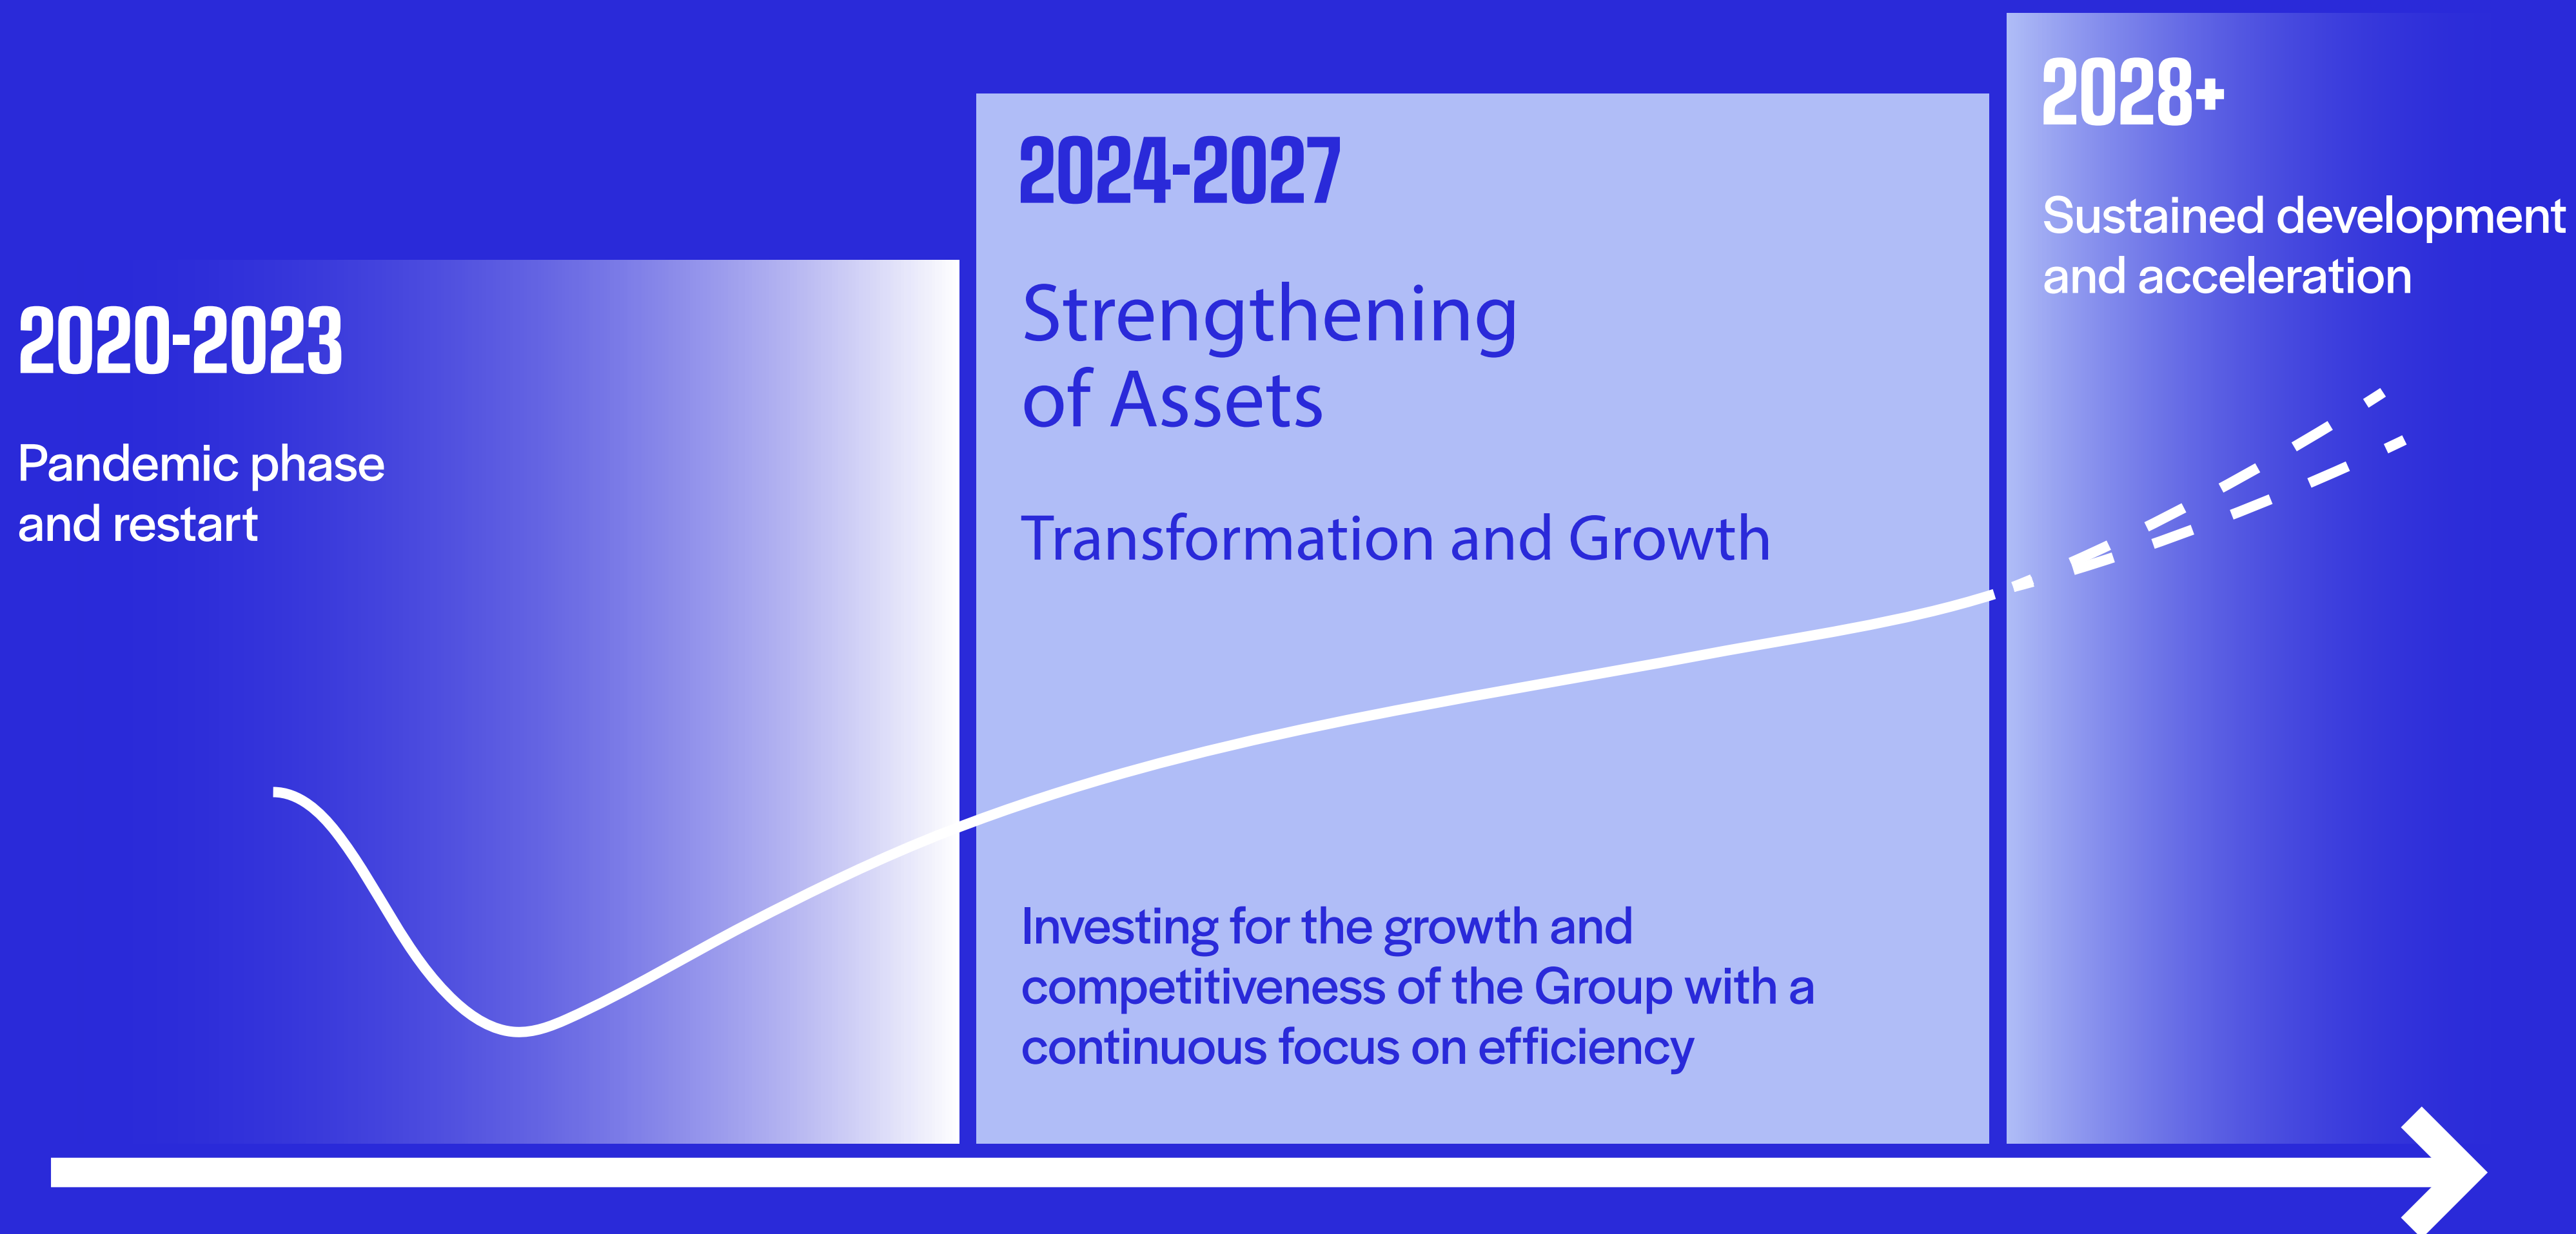 2020-2023
Pandemic phase
and restart
2024-2027
Strengthening
of Assets
Transformation and Growth
Investing for the growth and
competitiveness of the Group with a
continuous focus on efficiency
2028+
Sustained development
and acceleration